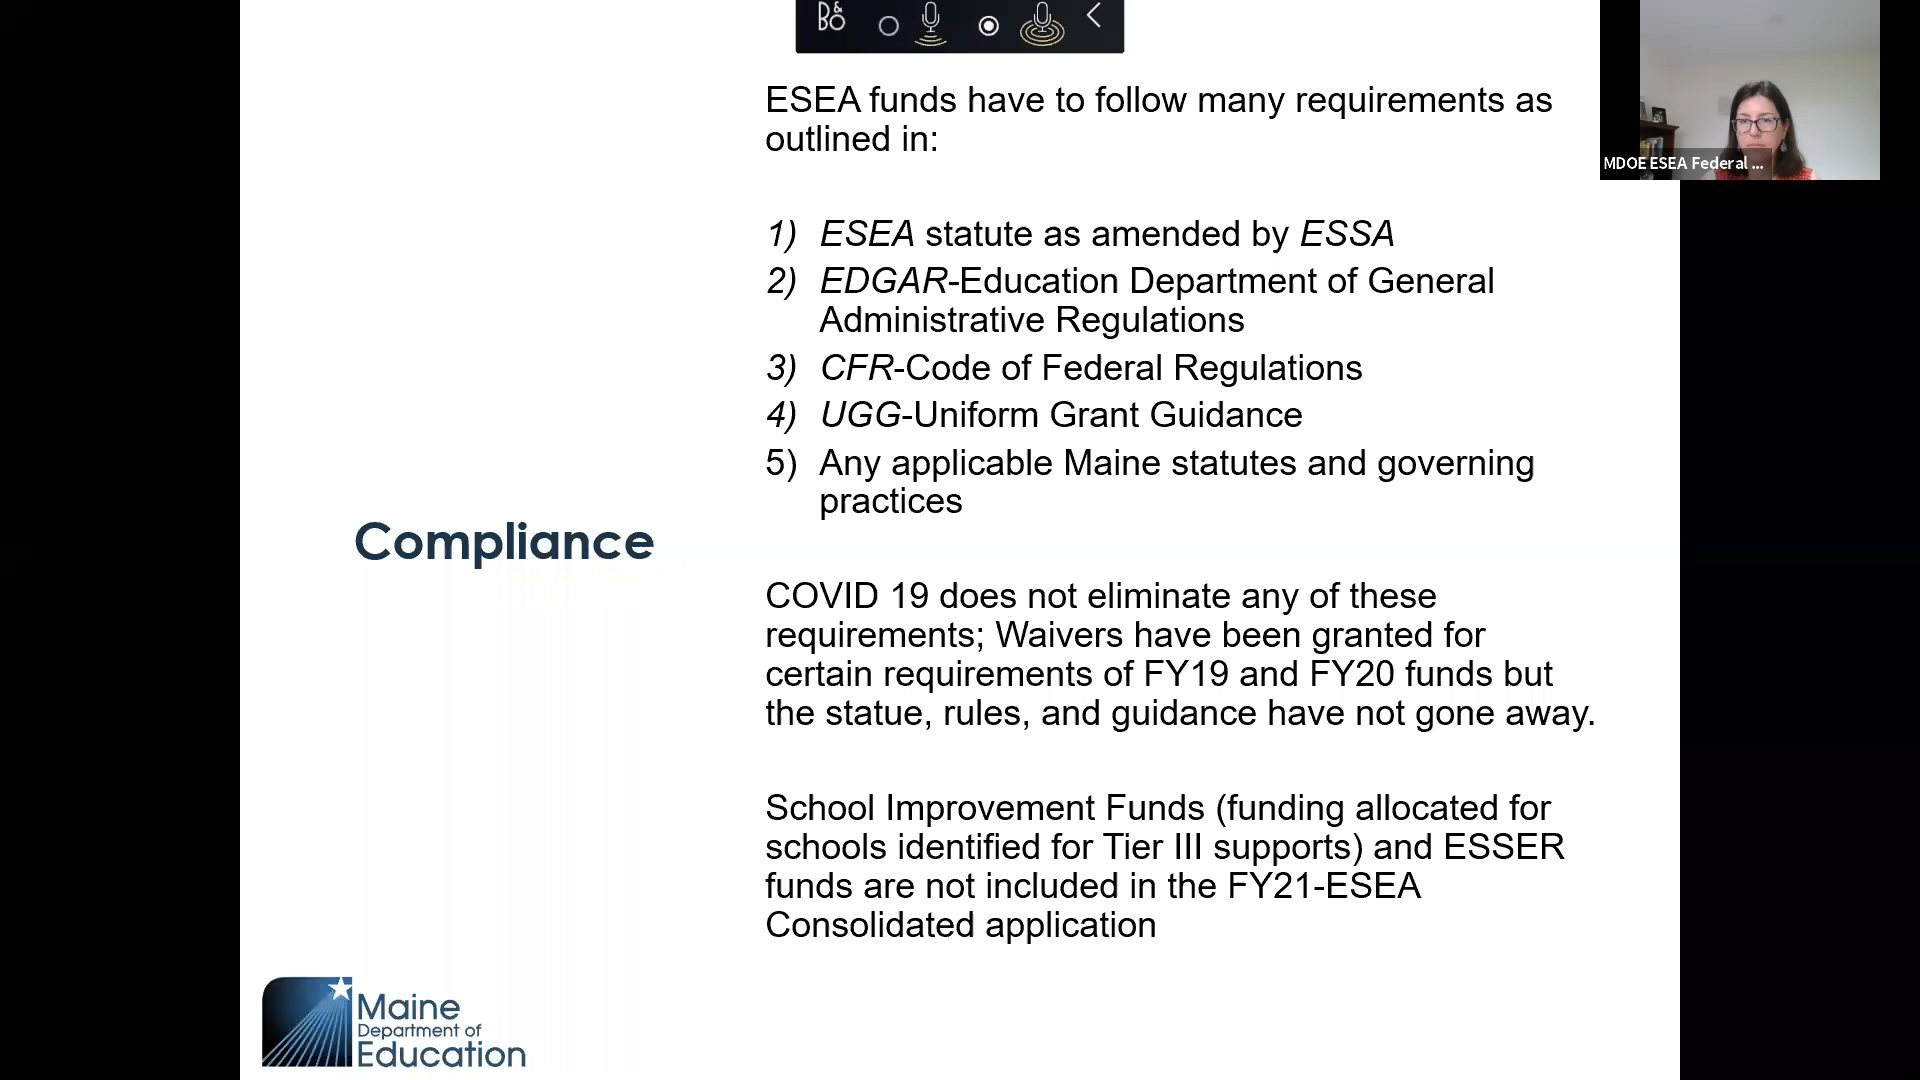 B&O
ESEA funds have to follow many requirements as
outlined in:
1) ESEA statute as amended by ESSA
2) EDGAR-Education Department of General
Administrative Regulations
3) CFR-Code of Federal Regulations
4) UGG-Uniform Grant Guidance
5) Any applicable Maine statutes and governing
practices
Compliance
COVID 19 does not eliminate any of these
requirements; Waivers have been granted for
certain requirements of FY19 and FY20 funds but
the statue, rules, and guidance have not gone away.
School Improvement Funds (funding allocated for
schools identified for Tier III supports) and ESSER
funds are not included in the FY21-ESEA
Consolidated application
Maine
Department of
Education
MDOE ESEA Federal ...